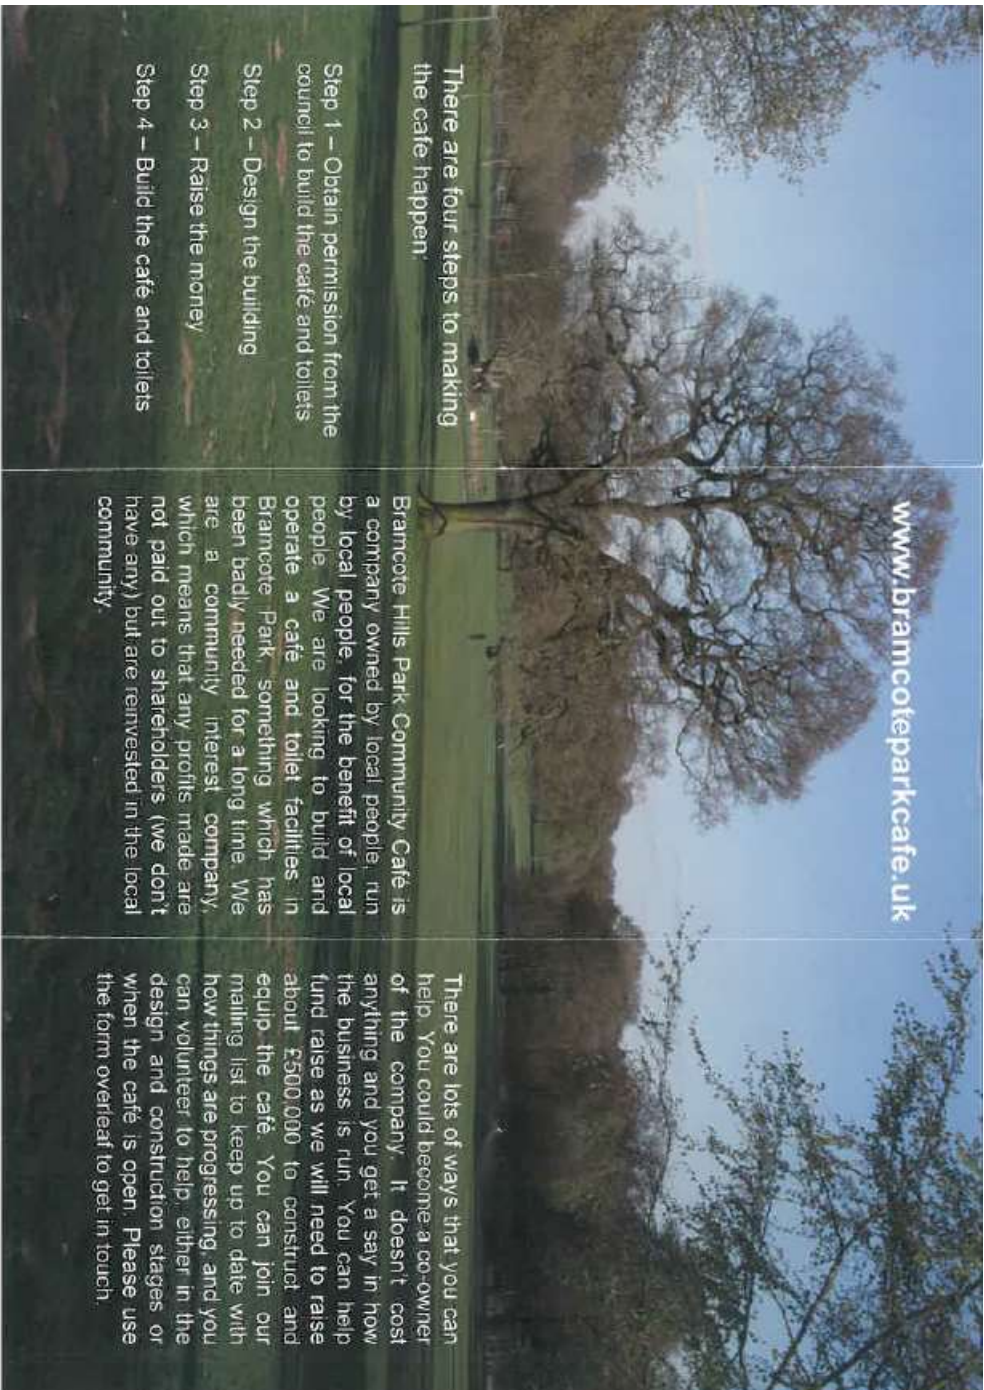 www.bramcoteparkcafe.uk
There are four steps to making
the cafe happen:
Step 1 – Obtain permission from the
council to build the café and toilets
Step 2 – Design the building
Step 3 – Raise the money
Step 4 – Build the café and toilets
Bramcote Hills Park Community Café is
a company owned by local people, run
by local people, for the benefit of local
people. We are looking to build and
operate a café and toilet facilities in
Bramcote Park, something which has
been badly needed for a long time. We
are a community interest company,
which means that any profits made are
not paid out to shareholders (we don't
have any) but are reinvested in the local
community.
There are lots of ways that you can
help. You could become a co-owner
of the company. It doesn't cost
anything and you get a say in how
the business is run. You can help
fund raise as we will need to raise
about £500,000 to construct and
equip the café. You can join our
mailing list to keep up to date with
how things are progressing, and you
can volunteer to help, either in the
design and construction stages or
when the café is open. Please use
the form overleaf to get in touch.